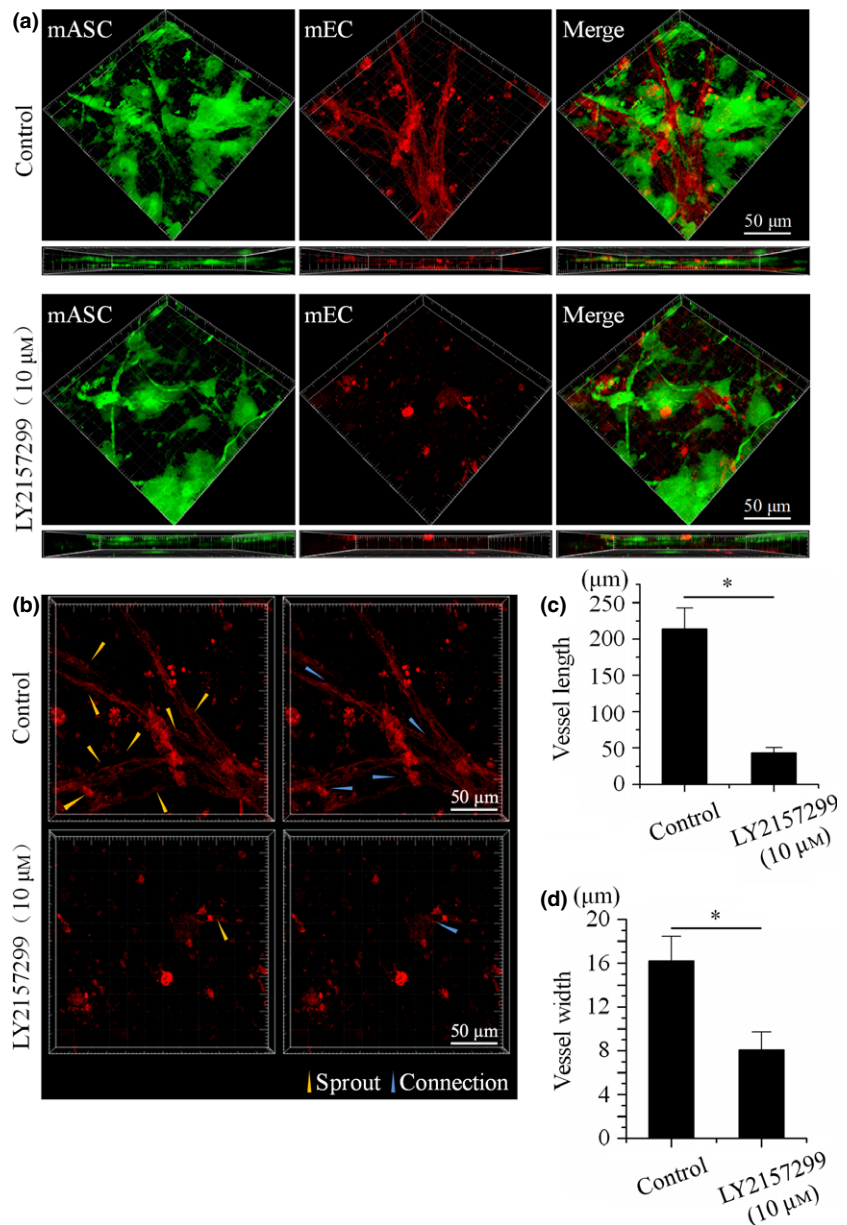 (a)
mASC
mEC
Merge
Control
50 µm
mASC
mEC
Merge
LY2157299（10 µM）
50 µm
(b)
Control
50 µm
LY2157299（10 µM）
50 µm
Sprout
Connection
(c)
(µm)
*
Vessel length
250
200
150
100
50
0
Control
LY2157299
(10 µM)
(d)
(µm)
*
Vessel width
20
16
12
8
4
0
Control
LY2157299
(10 µM)